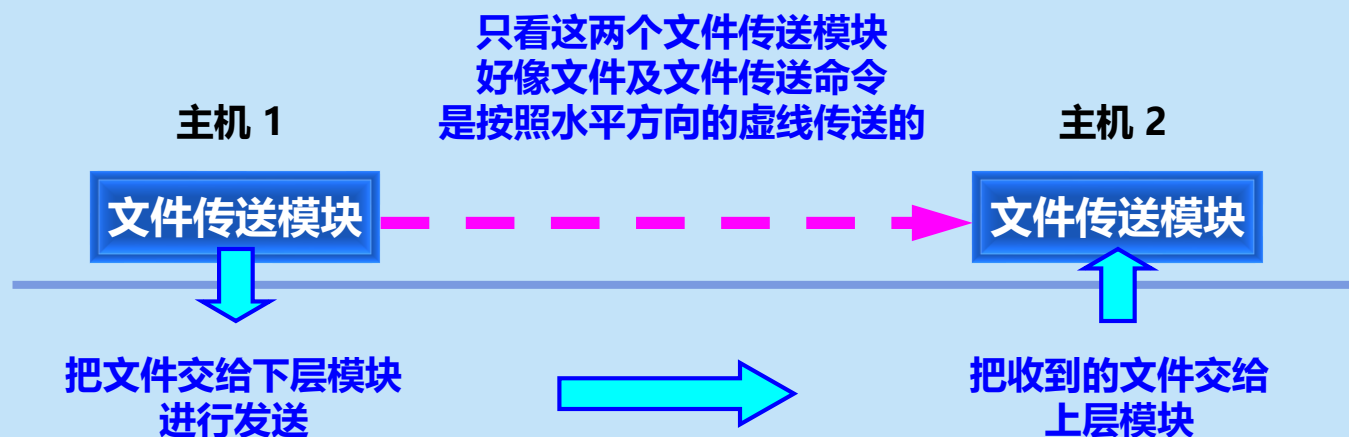 只看这两个文件传送模块
好像文件及文件传送命令
是按照水平方向的虚线传送的
主机 1
主机 2
文件传送模块
文件传送模块
把文件交给下层模块
进行发送
把收到的文件交给
上层模块